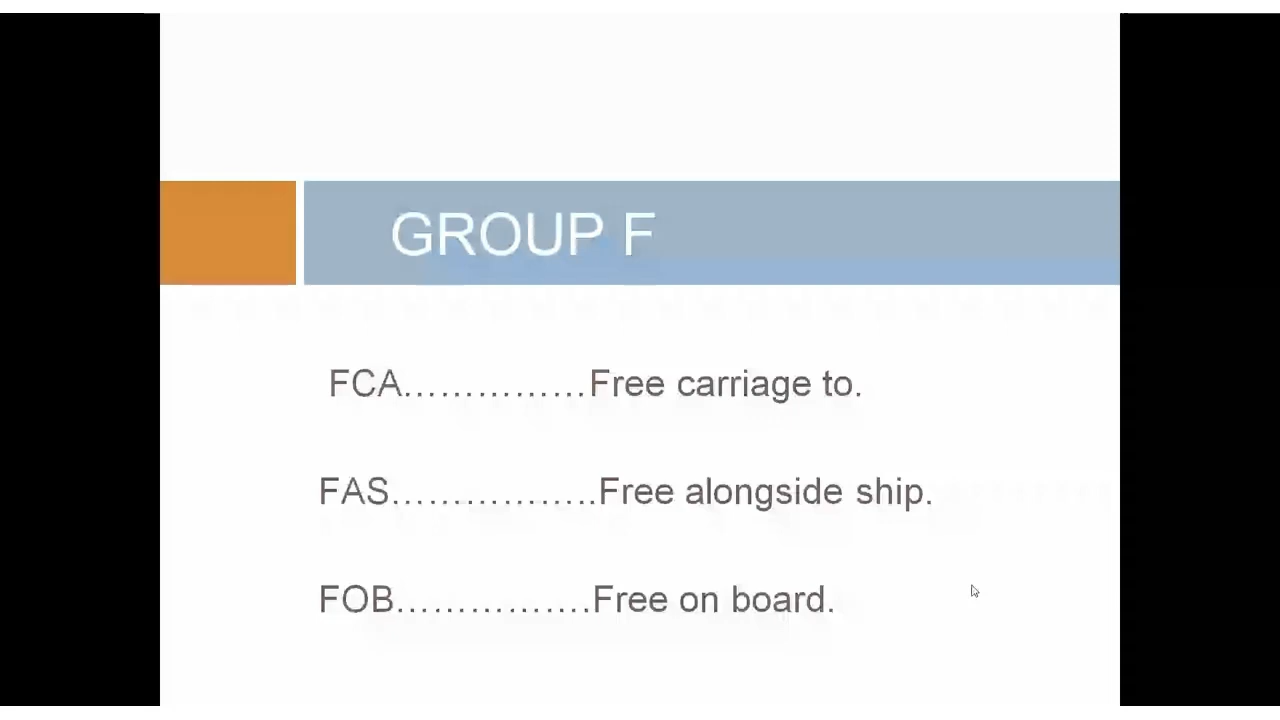 GROUP F
FCA……………Free carriage to.
FAS……………..Free alongside ship.
FOB…………….Free on board.